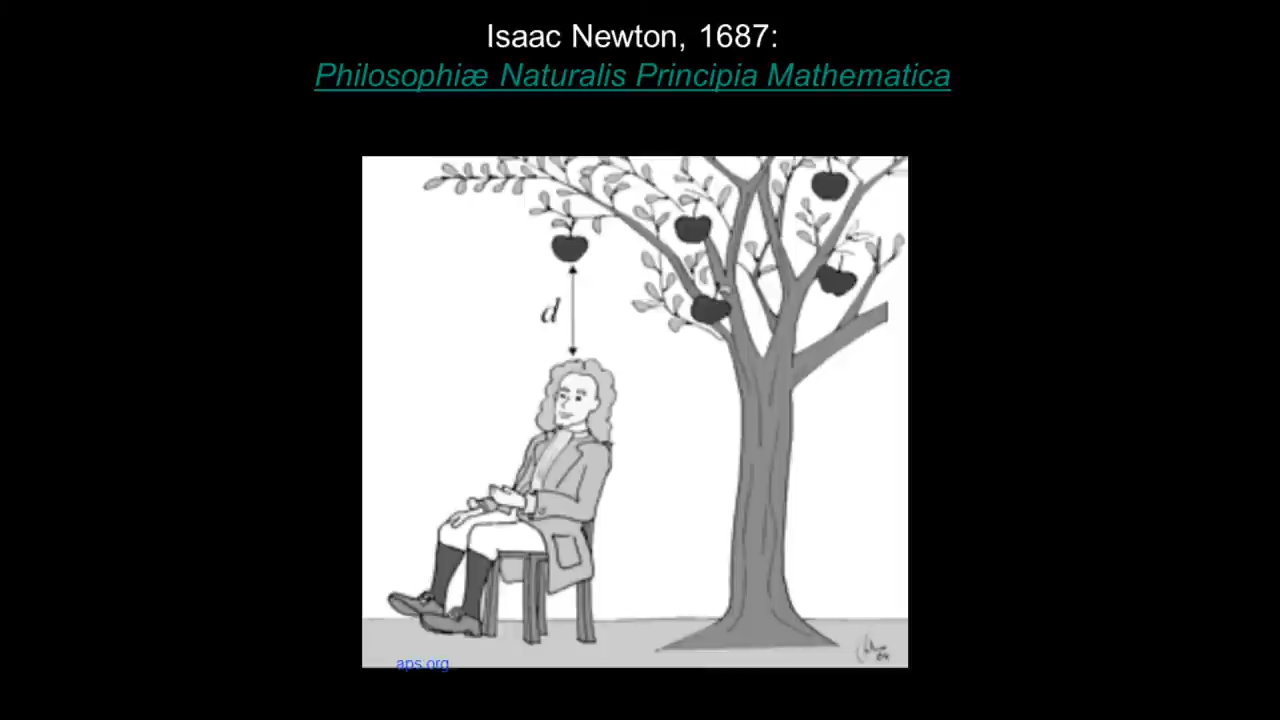 Isaac Newton, 1687:
Philosophiæ Naturalis Principia Mathematica
d
aps.org